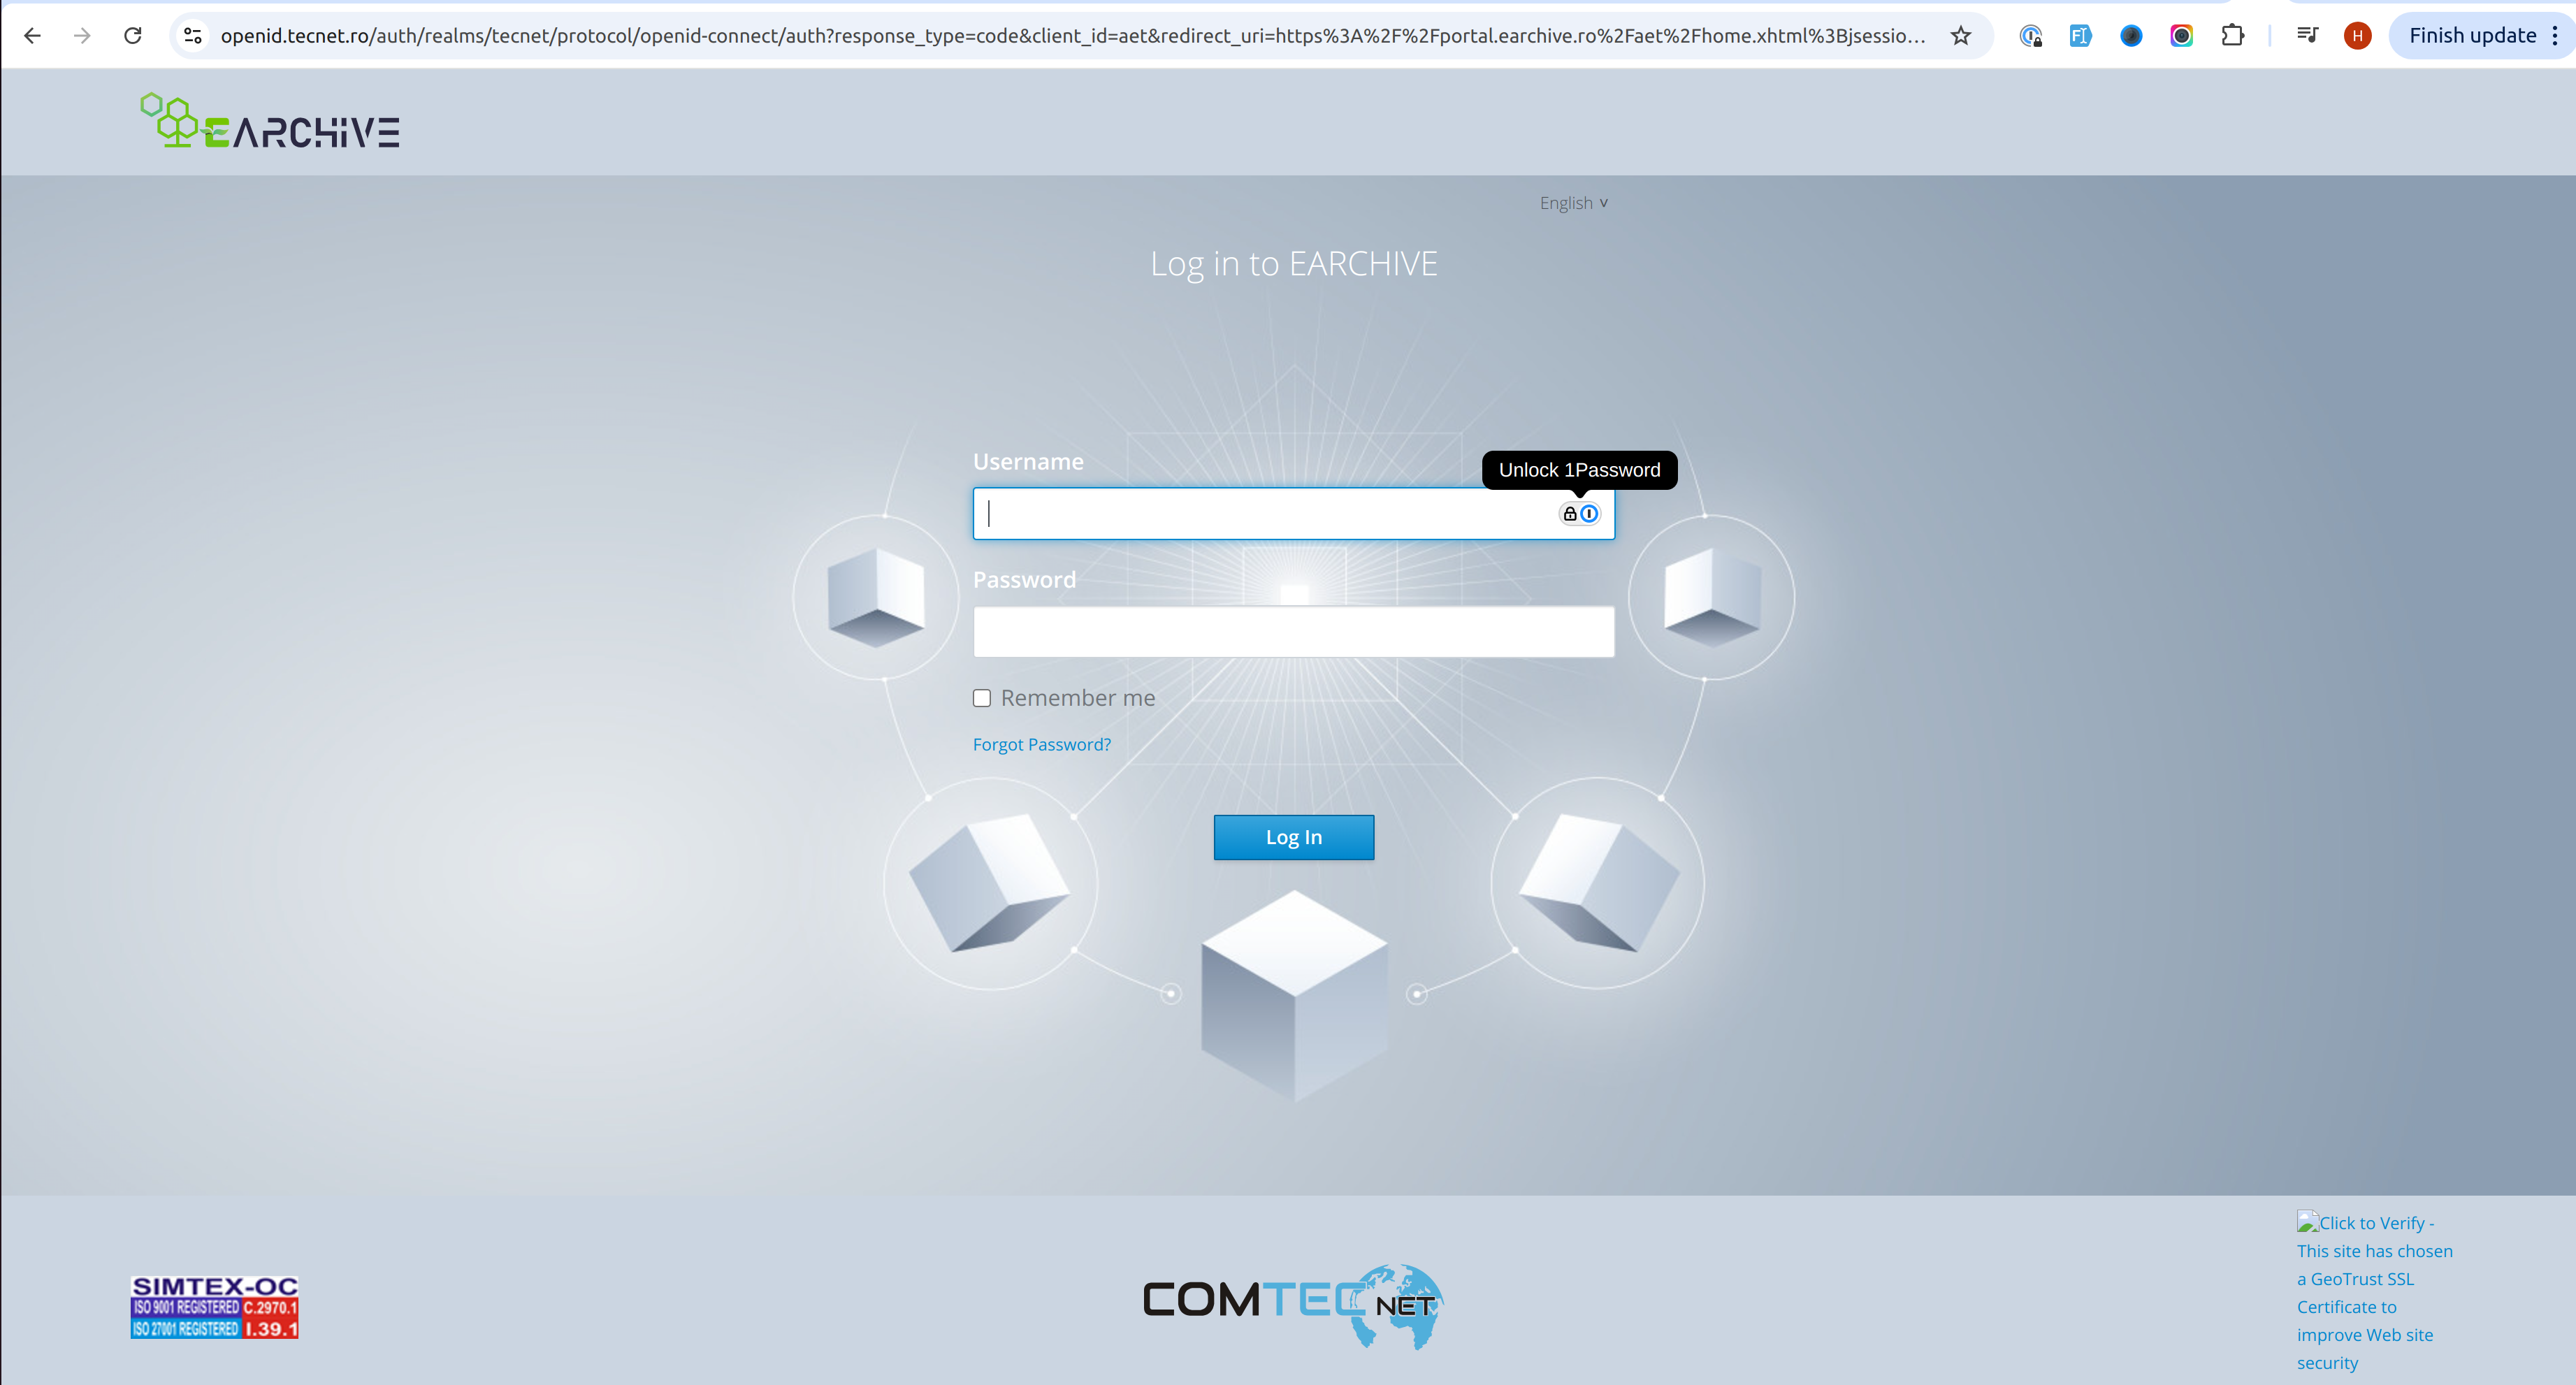 openid.tecnet.ro/auth/realms/tecnet/protocol/openid-connect/auth?response_type=code&client_id=aet&redirect_uri=https%3A%2F%2Fportal.earchive.ro%2Faet%2Fhome.xhtml%3Bjsessio...
H
Finish update
EARCHIVE
English
Log in to EARCHIVE
Username
Unlock 1Password
Password
Remember me
Forgot Password?
Log In
SIMTEX-OC
ISO 9001 REGISTERED C.2970.1
ISO 27001 REGISTERED I.39.1
COMTEC NET
Click to Verify -
This site has chosen
a GeoTrust SSL
Certificate to
improve Web site
security